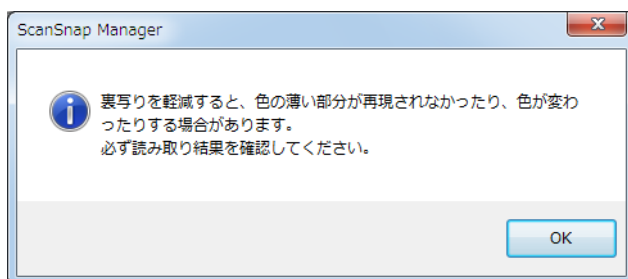 ScanSnap Manager
裏写りを軽減すると、色の薄い部分が再現されなかったり、色が変わ
ったりする場合があります。
必ず読み取り結果を確認してください。
OK